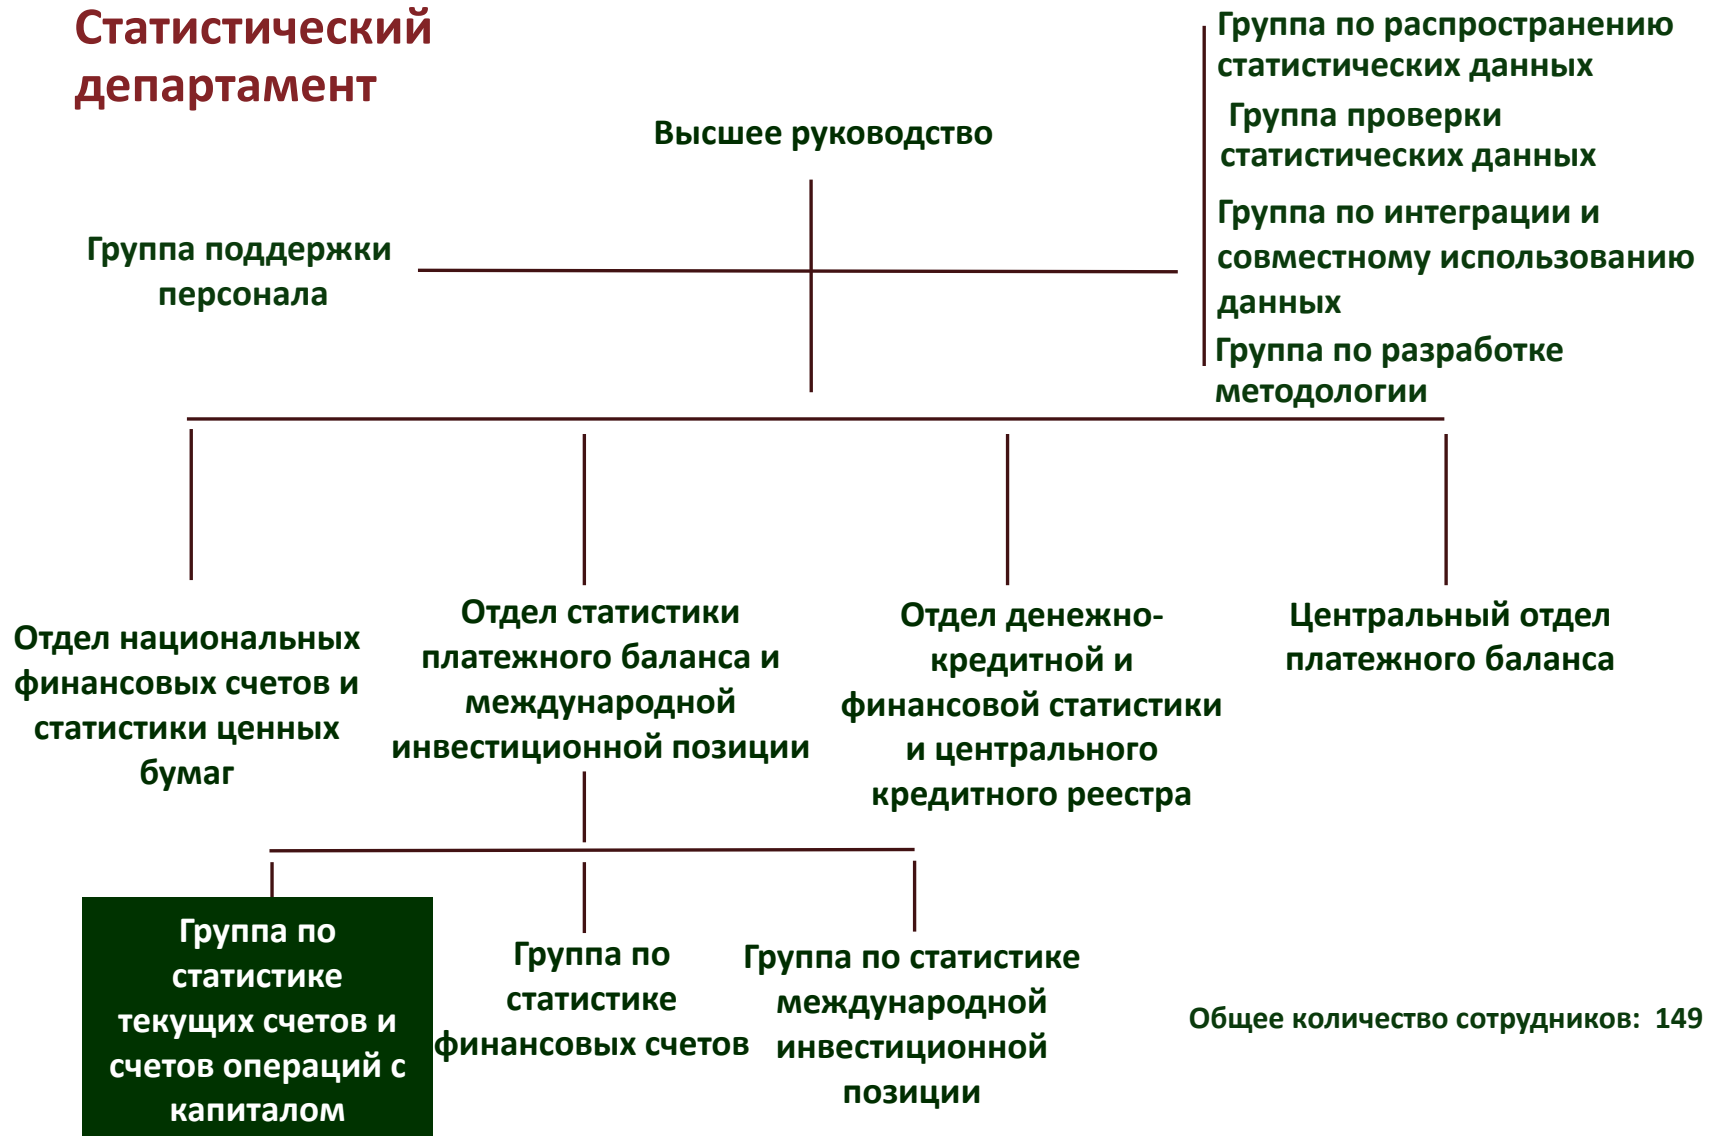 Статистический
департамент
Высшее руководство
Группа по распространению
статистических данных
Группа проверки
статистических данных
Группа по интеграции и
совместному использованию
данных
Группа по разработке
методологии
Группа поддержки
персонала
Отдел национальных
финансовых счетов и
статистики ценных
бумаг
Отдел статистики
платежного баланса и
международной
инвестиционной позиции
Отдел денежно-
кредитной и
финансовой статистики
и центрального
кредитного реестра
Центральный отдел
платежного баланса
Группа по
статистике
текущих счетов и
счетов операций с
капиталом
Группа по
статистике
финансовых счетов
Группа по статистике
международной
инвестиционной
позиции
Общее количество сотрудников: 149